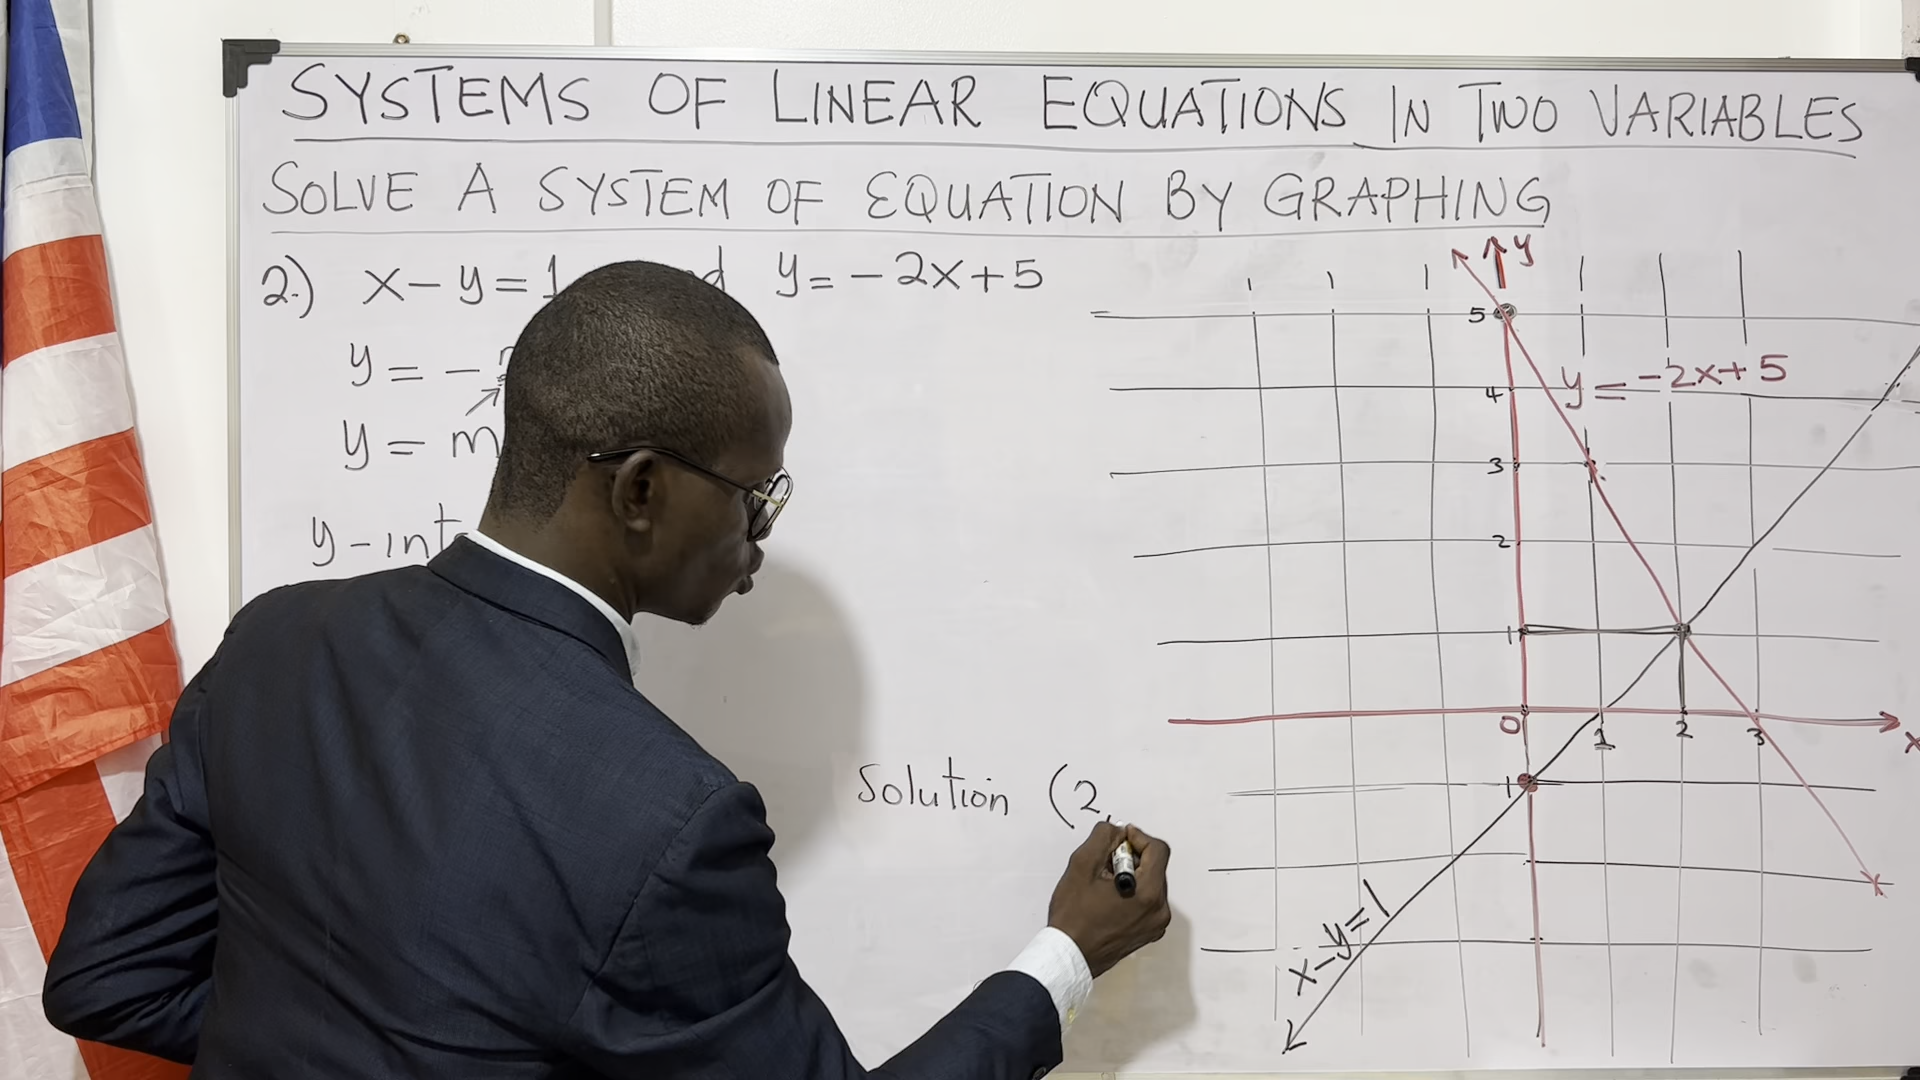 SYSTEMS OF LINEAR EQUATIONS IN TWO VARIABLES
SOLVE A SYSTEM OF EQUATION BY GRAPHING
2.) x-y=1 y=-2x+5
y = -
y = m
y-int
Solution (2,
y
5
4
3
2
1
0
1
1 2 3
x
y = -2x+5
x-y=1